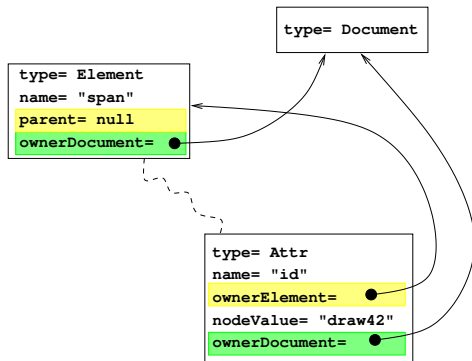 type= Document
type= Element
name= "span"
parent= null
ownerDocument=
type= Attr
name= "id"
ownerElement=
nodeValue= "draw42"
ownerDocument=